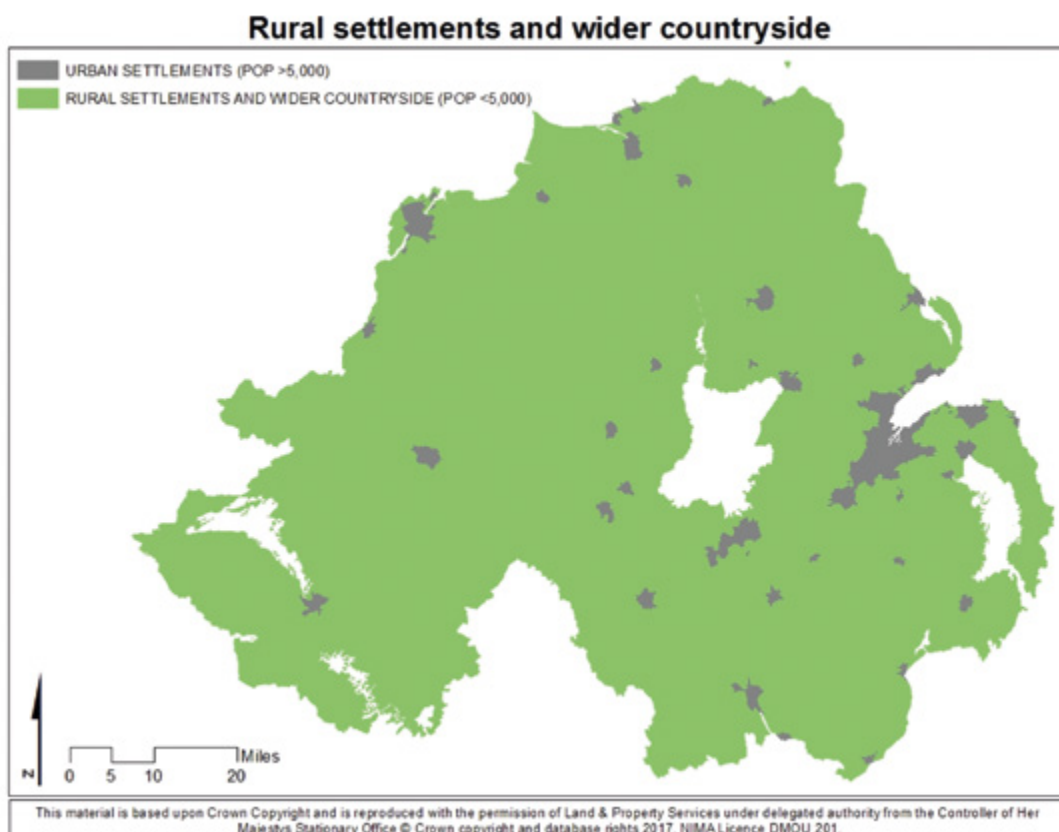 Rural settlements and wider countryside
URBAN SETTLEMENTS (POP >5,000)
RURAL SETTLEMENTS AND WIDER COUNTRYSIDE (POP <5,000)
N
Miles
0 5 10 20
This material is based upon Crown Copyright and is reproduced with the permission of Land & Property Services under delegated authority from the Controller of Her
Majestys Stationary Office © Crown copyright and database rights 2017. NIMA Licence DMOU 201